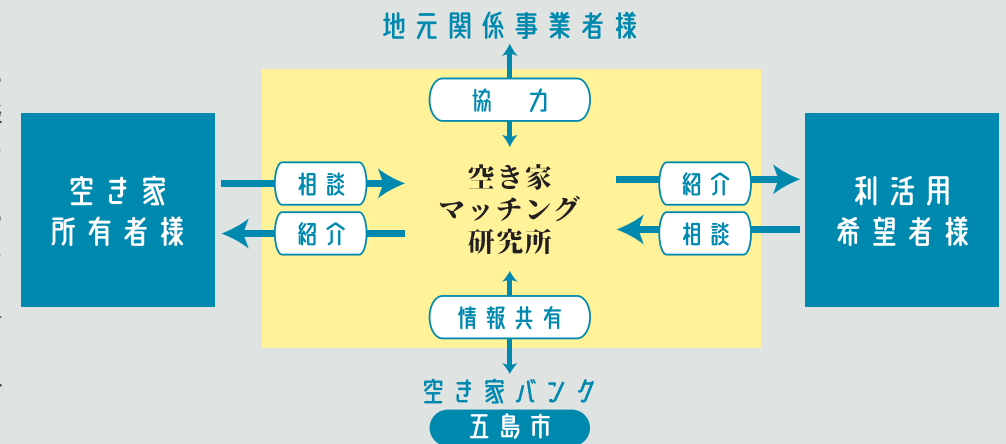 地元関係事業者様
協力
空き家
所有者様
相談
紹介
空き家
マッチング
研究所
紹介
相談
利活用
希望者様
情報共有
空き家バンク
五島市